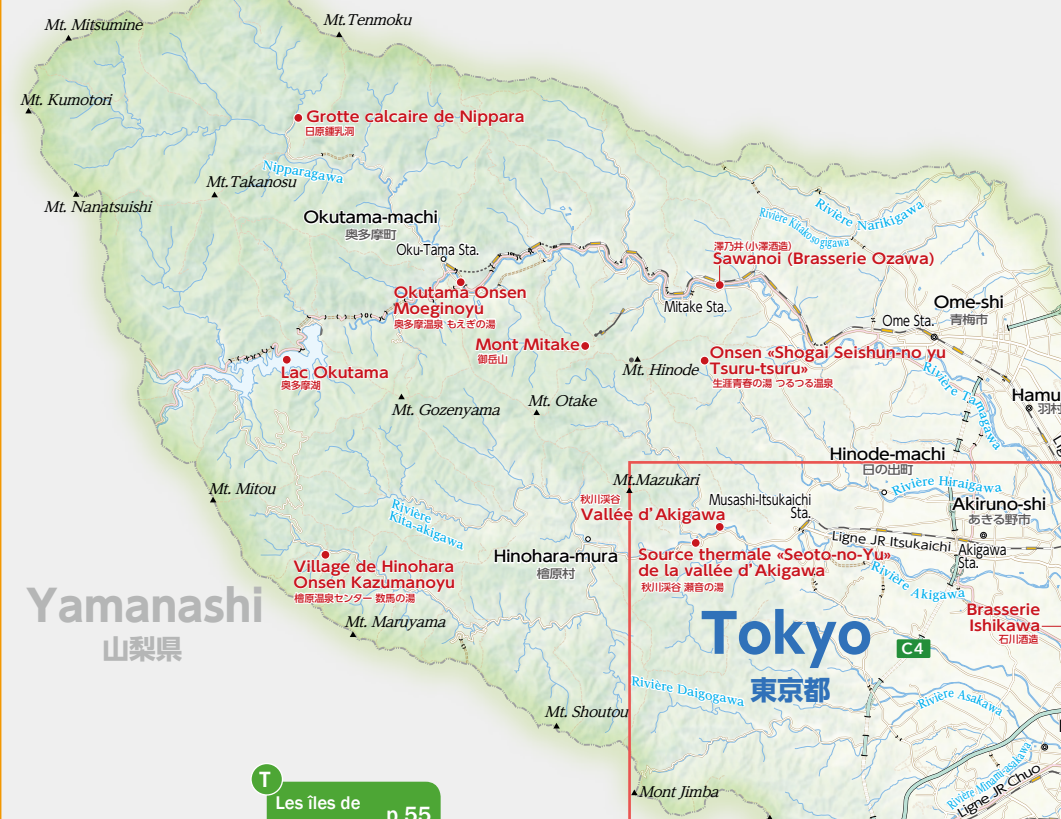 Mt. Mitsumine
Mt.Tenmoku
Mt. Kumotori
Grotte calcaire de Nippara
日原鍾乳洞
Nipparagawa
Mt.Takanosu
Mt. Nanatsuishi
Okutama-machi
奥多摩町
Oku-Tama Sta.
Rivière Narikigawa
Rivière Kitakosogigawa
澤乃井(小澤酒造)
Sawanoi (Brasserie Ozawa)
Okutama Onsen
Moeginoyu
奥多摩温泉 もえぎの湯
Mitake Sta.
Ome-shi
青梅市
Ome Sta.
Mont Mitake
御岳山
Mt. Hinode
Onsen «Shogai Seishun-no yu
Tsuru-tsuru»
生涯青春の湯 つるつる温泉
Lac Okutama
奥多摩湖
Rivière Tamagawa
Mt. Gozenyama
Mt. Otake
Hamu
羽村
Hinode-machi
日の出町
Mt. Mitou
Mt.Mazukari
Rivière Hiraigawa
秋川渓谷
Vallée d'Akigawa
Musashi-Itsukaichi
Sta.
Akiruno-shi
あきる野市
Rivière
Kita-akigawa
Ligne JR Itsukaichi
Akigawa
Sta.
Hinohara-mura
檜原村
Source thermale «Seoto-no-Yu»
de la vallée d'Akigawa
秋川渓谷 瀬音の湯
Village de Hinohara
Onsen Kazumanoyu
檜原温泉センター 数馬の湯
Rivière Akigawa
Yamanashi
山梨県
Mt. Maruyama
Brasserie
Ishikawa
石川酒造
Tokyo
東京都
C4
Rivière Daigogawa
Rivière Asakawa
Mt. Shoutou
Rivière Minami-asakawa
Ligne JR Chuo
Mont Jimba
T
Les îles de
p.55